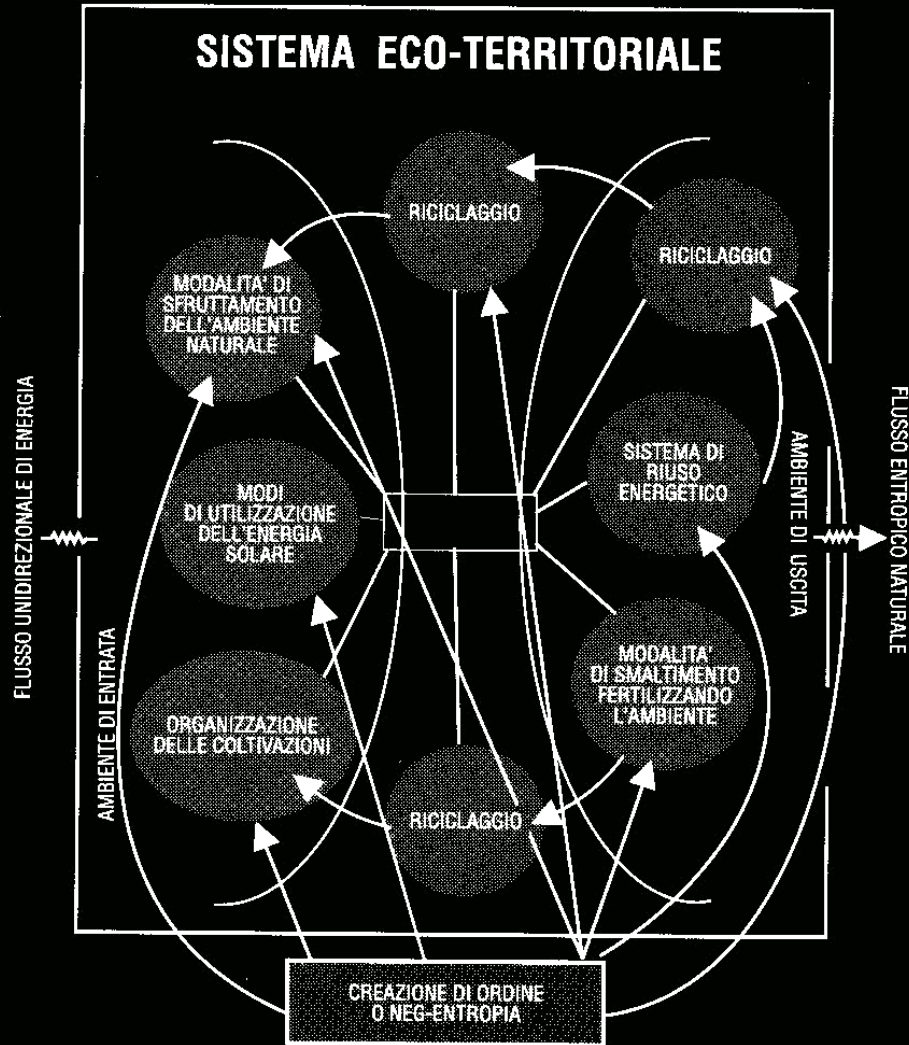 SISTEMA ECO-TERRITORIALE
RICICLAGGIO
RICICLAGGIO
MODALITA' DI
SFRUTTAMENTO
DELL'AMBIENTE
NATURALE
FLUSSO UNIDIREZIONALE DI ENERGIA
FLUSSO ENTROPICO NATURALE
AMBIENTE DI USCITA
SISTEMA DI
RIUSO
ENERGETICO
MODI
DI UTILIZZAZIONE
DELL'ENERGIA
SOLARE
AMBIENTE DI ENTRATA
MODALITA'
DI SMALTIMENTO
FERTILIZZANDO
L'AMBIENTE
ORGANIZZAZIONE
DELLE COLTIVAZIONI
RICICLAGGIO
CREAZIONE DI ORDINE
O NEG-ENTROPIA